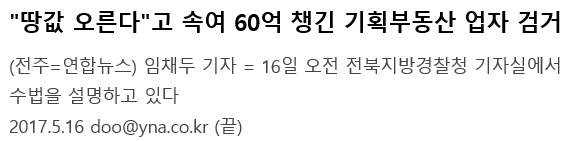 "땅값 오른다"고 속여 60억 챙긴 기획부동산 업자 검거
(전주=연합뉴스) 임채두 기자 = 16일 오전 전북지방경찰청 기자실에서
수법을 설명하고 있다
2017.5.16 doo@yna.co.kr (끝)